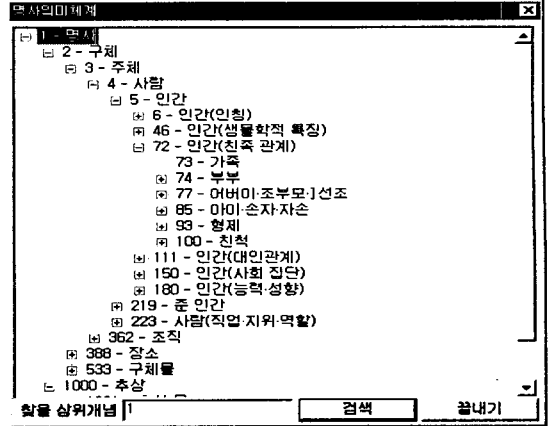 명사의미체계
1 - 명사
2 - 구체
3 - 주체
4 - 사람
5 - 인간
6 - 인간(인칭)
46 - 인간(생물학적 특징)
72 - 인간(친족 관계)
73 - 가족
74 - 부부
77 - 어버이·조부모·]선조
85 - 아이·손자·자손
93 - 형제
100 - 친척
111 - 인간(대인관계)
150 - 인간(사회 집단)
180 - 인간(능력·성향)
219 - 준 인간
223 - 사람(직업·지위·역할)
362 - 조직
388 - 장소
533 - 구체물
1000 - 추상
찾을 상위개념 1 검색 끝내기